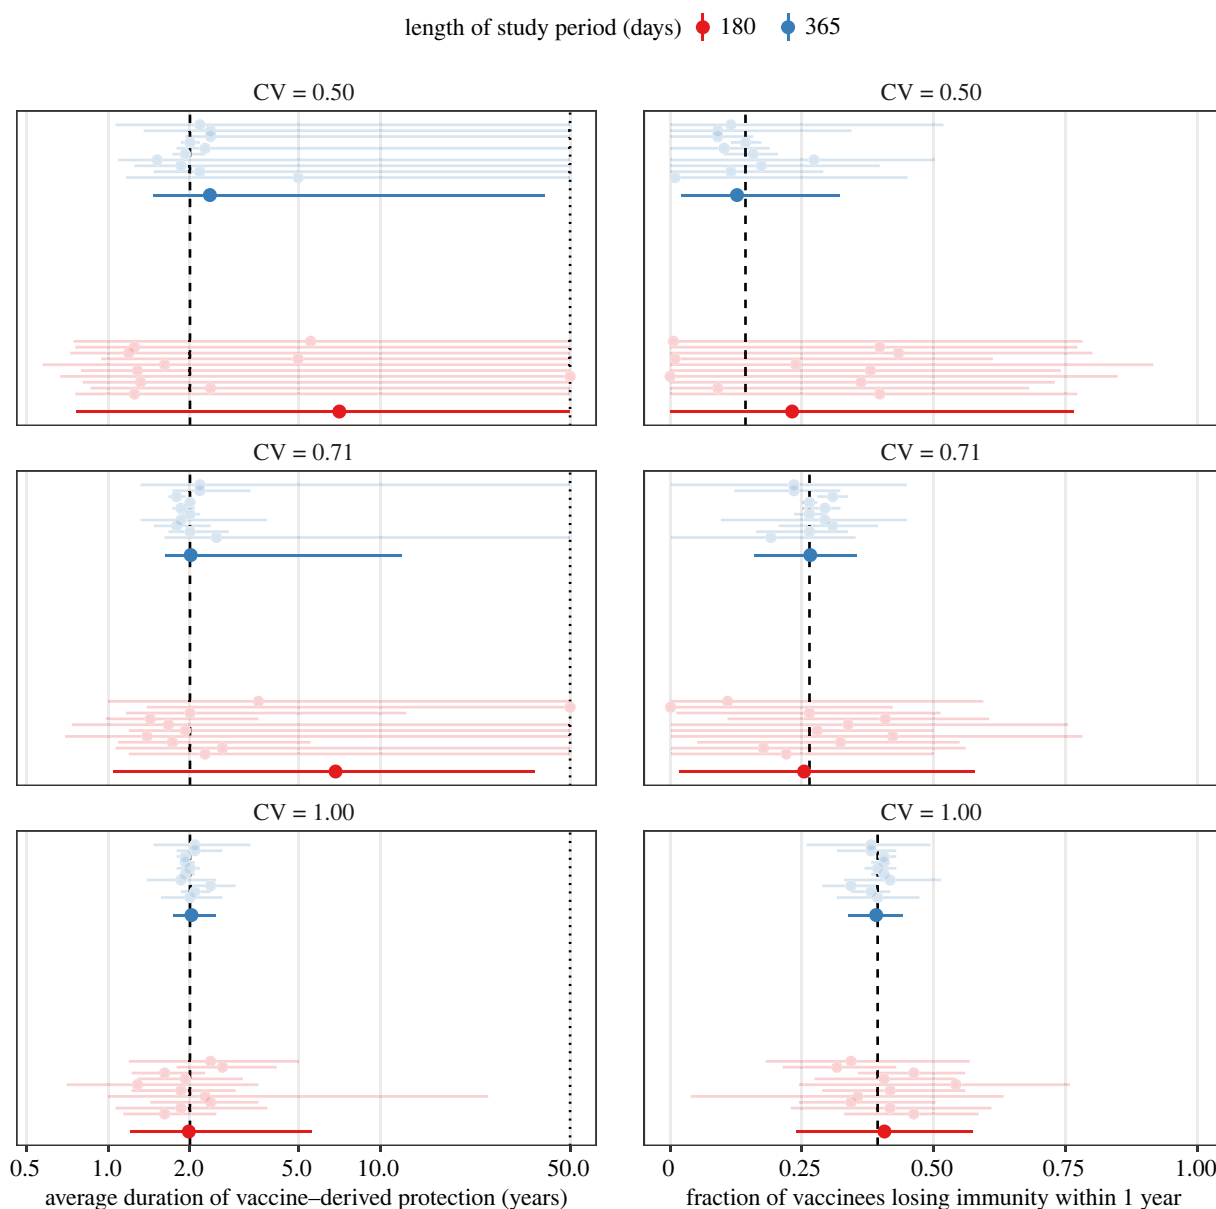 length of study period (days) 180 365
CV = 0.50 CV = 0.50
CV = 0.71 CV = 0.71
CV = 1.00 CV = 1.00
0.5 1.0 2.0 5.0 10.0 50.0 0 0.25 0.50 0.75 1.00
average duration of vaccine–derived protection (years) fraction of vaccinees losing immunity within 1 year